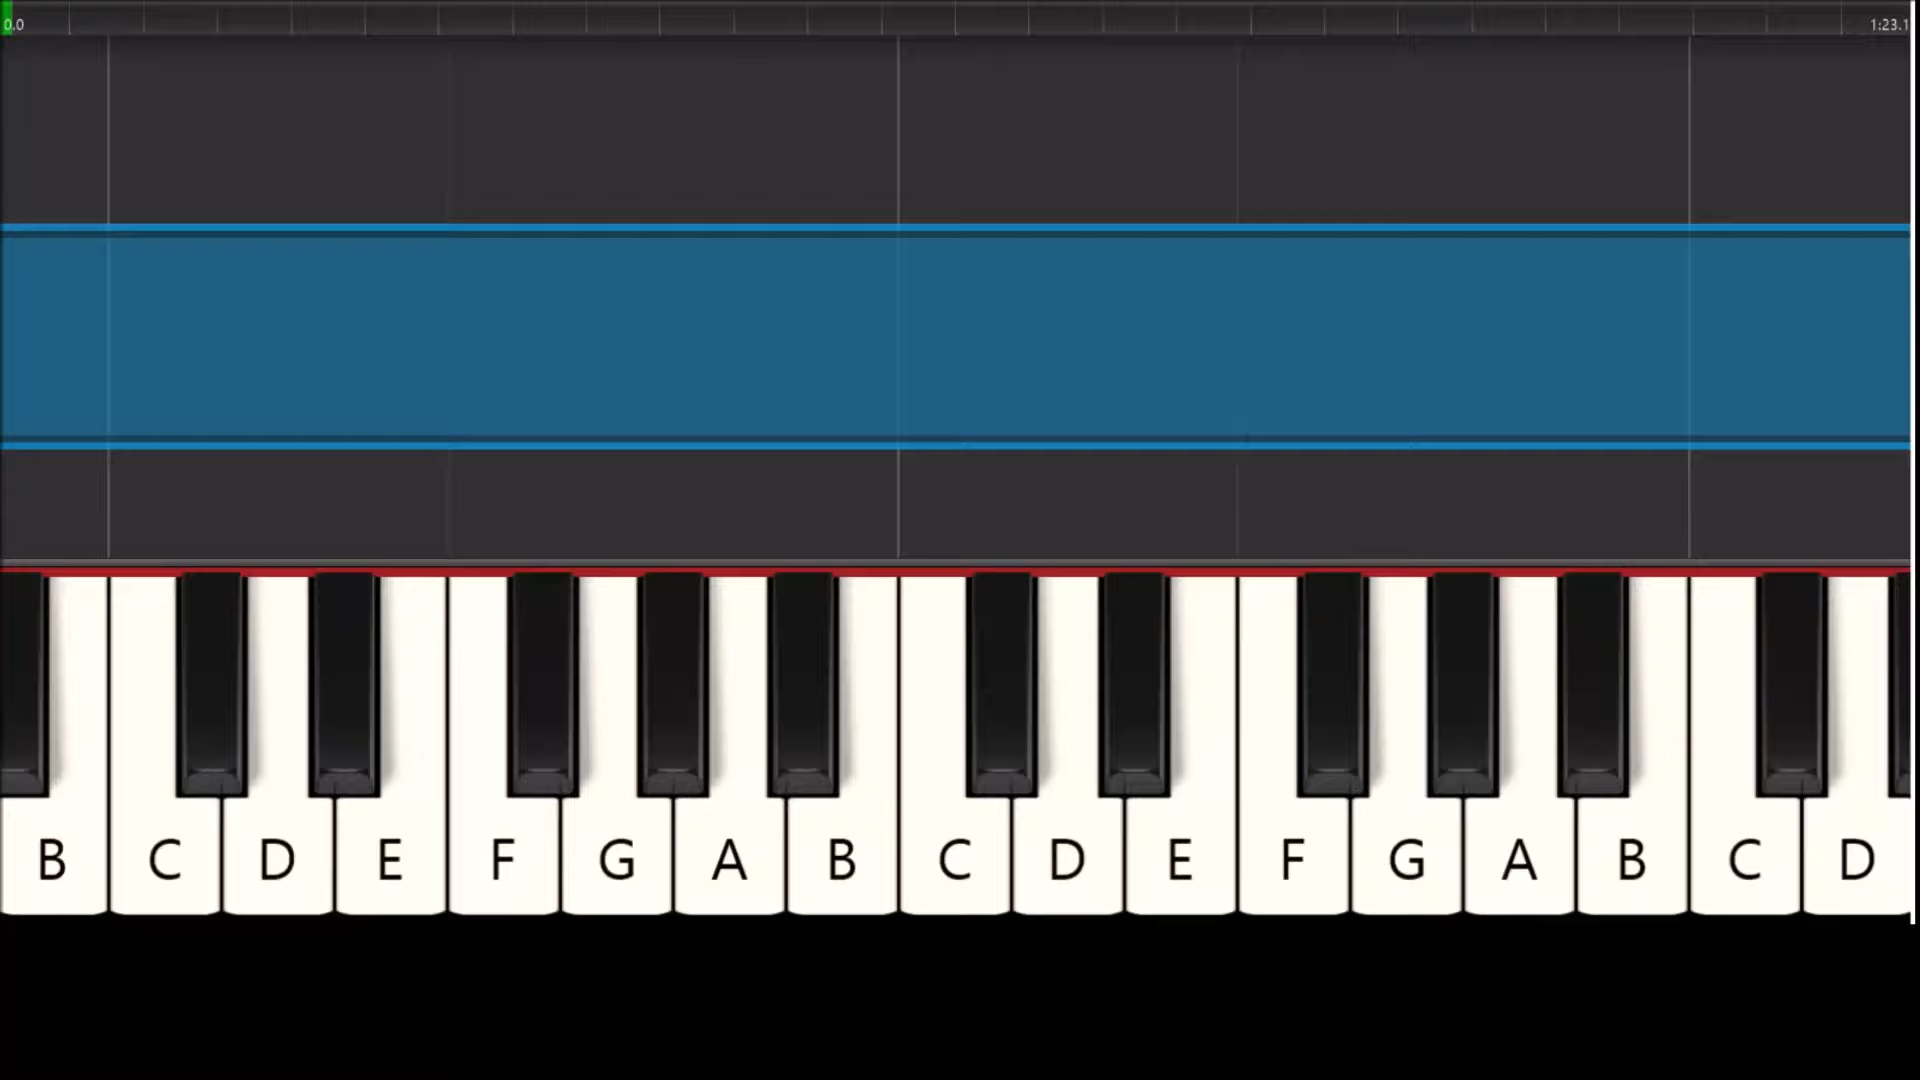 0.0 1:23.1
B C D E F G A B C D E F G A B C D